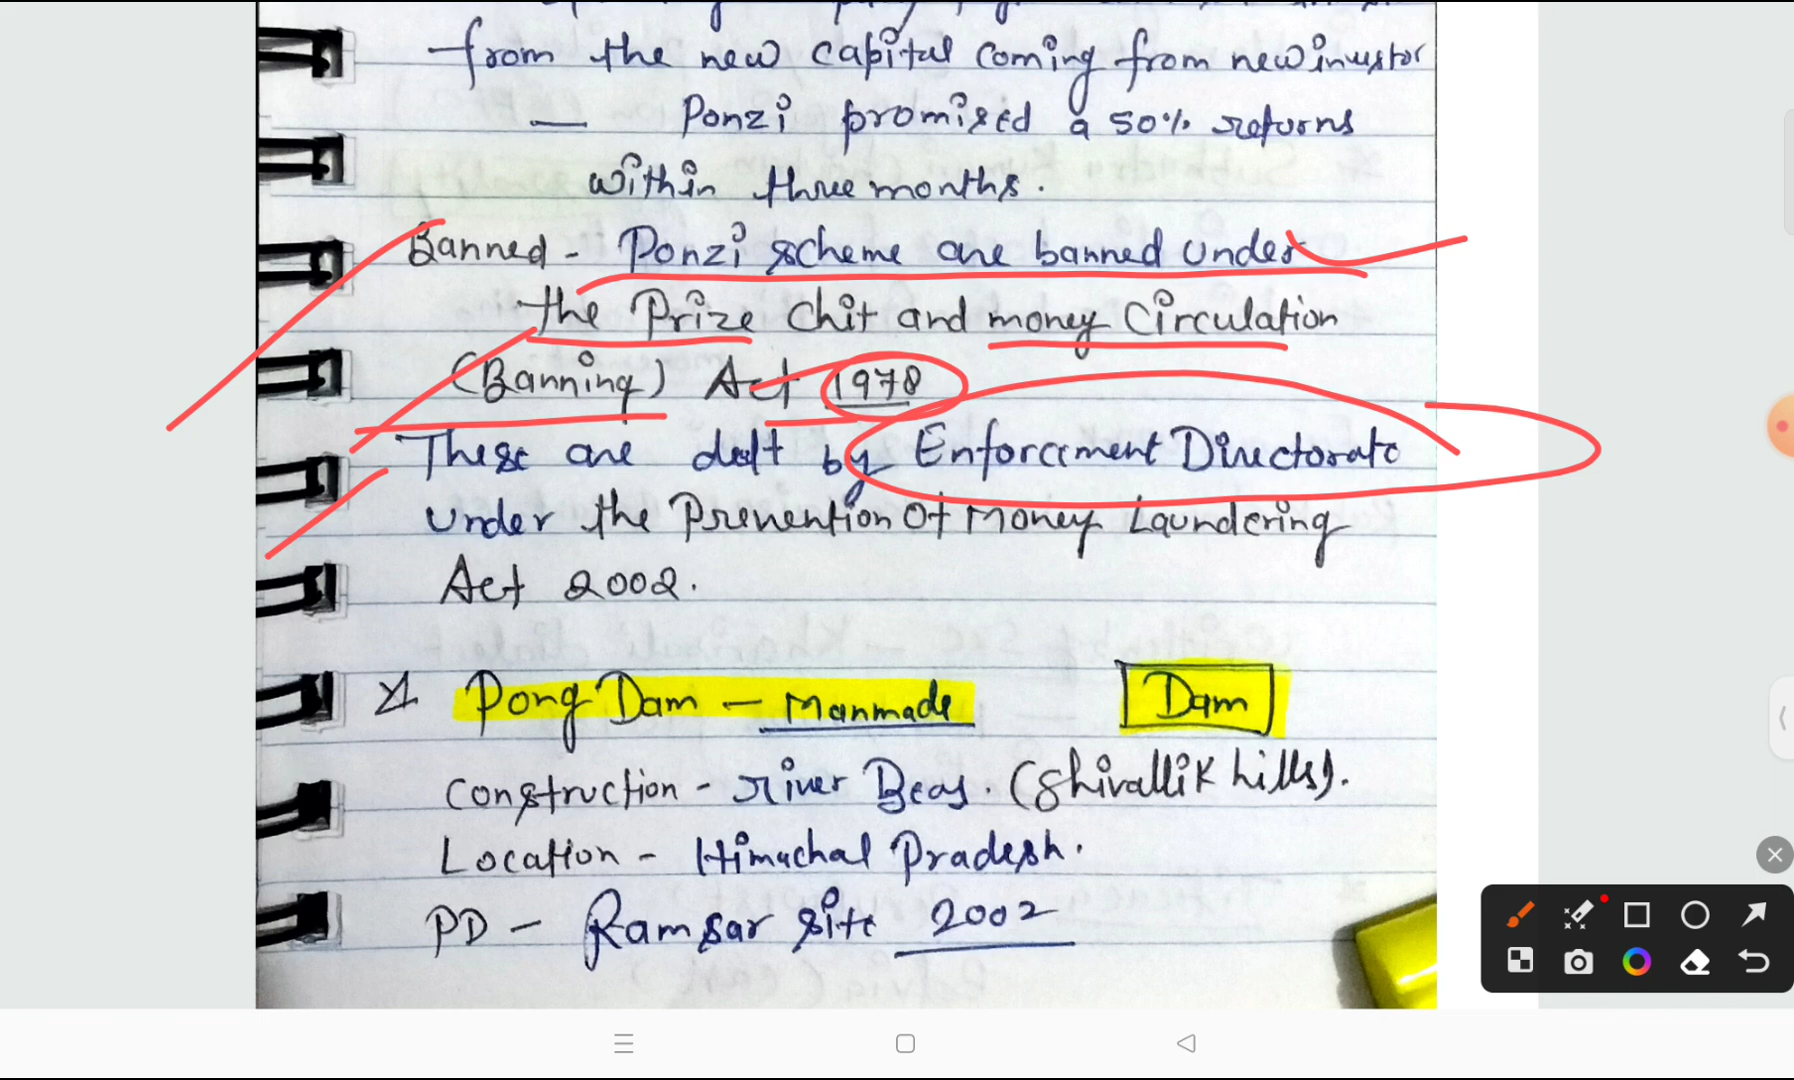 from the new capital coming from new investor
— Ponzi promised a 50% returns
within three months.
Banned - Ponzi scheme are banned under
the Prize Chit and money Circulation
(Banning) Act 1978
These are dealt by Enforcement Directorate
under the Prevention Of Money Laundering
Act 2002.
Pong Dam — Manmade Dam
Construction - river Beas. (Shivallik hills).
Location - Himachal Pradesh.
PD - Ramsar site 2002